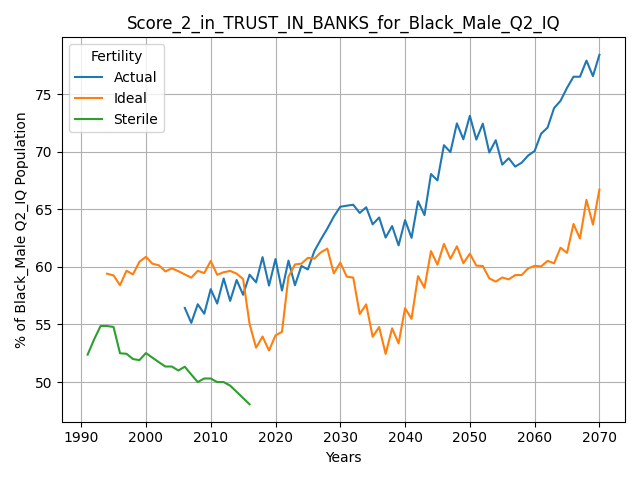 Score_2_in_TRUST_IN_BANKS_for_Black_Male_Q2_IQ
Fertility
Actual
Ideal
Sterile
% of Black_Male Q2_IQ Population
75
70
65
60
55
50
1990 2000 2010 2020 2030 2040 2050 2060 2070
Years